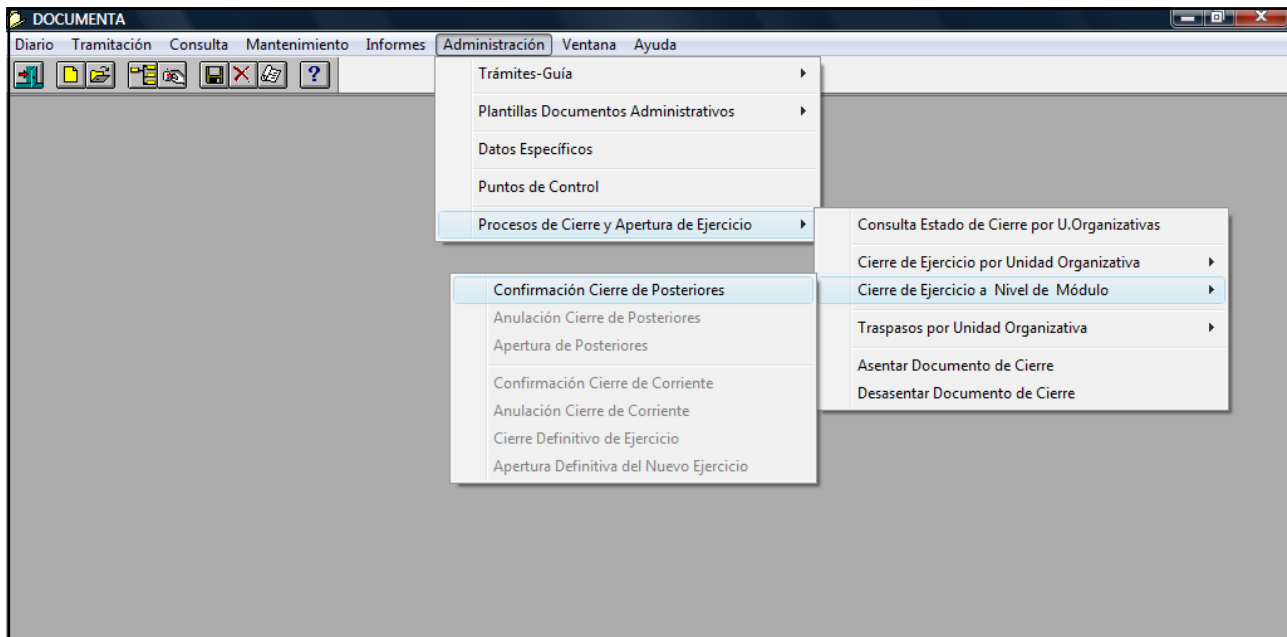 DOCUMENTA
Diario Tramitación Consulta Mantenimiento Informes Administración Ventana Ayuda
?
Trámites-Guía
Plantillas Documentos Administrativos
Datos Específicos
Puntos de Control
Procesos de Cierre y Apertura de Ejercicio
Consulta Estado de Cierre por U.Organizativas
Cierre de Ejercicio por Unidad Organizativa
Cierre de Ejercicio a Nivel de Módulo
Traspasos por Unidad Organizativa
Asentar Documento de Cierre
Desasentar Documento de Cierre
Confirmación Cierre de Posteriores
Anulación Cierre de Posteriores
Apertura de Posteriores
Confirmación Cierre de Corriente
Anulación Cierre de Corriente
Cierre Definitivo de Ejercicio
Apertura Definitiva del Nuevo Ejercicio